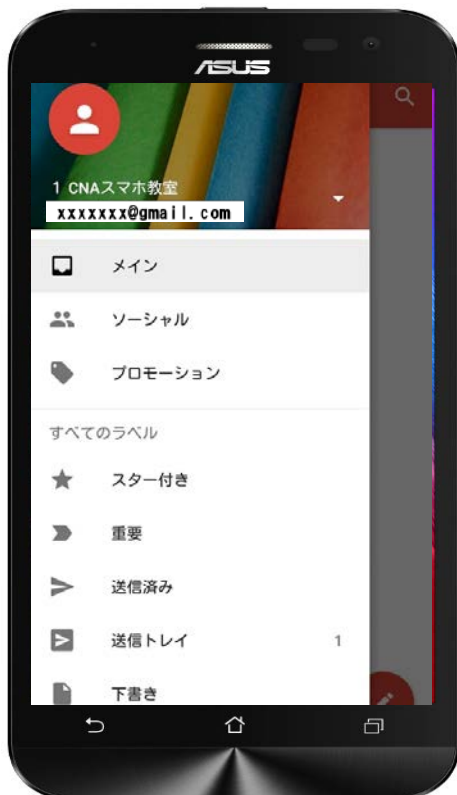 ASUS
1 CNAスマホ教室
xxxxxxx@gmail.com
メイン
ソーシャル
プロモーション
すべてのラベル
スター付き
重要
送信済み
送信トレイ 1
下書き